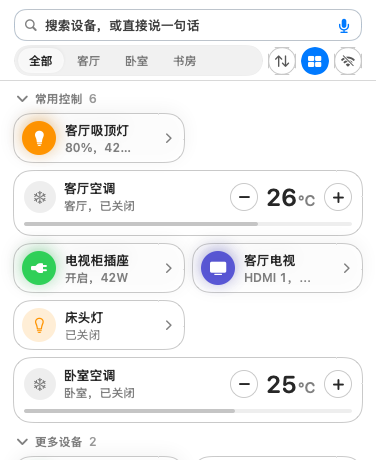 搜索设备，或直接说一句话
全部 客厅 卧室 书房
常用控制 6
客厅吸顶灯
80%，42...
客厅空调
客厅，已关闭
26°C
电视柜插座
开启，42W
客厅电视
HDMI 1，...
床头灯
已关闭
卧室空调
卧室，已关闭
25°C
更多设备 2